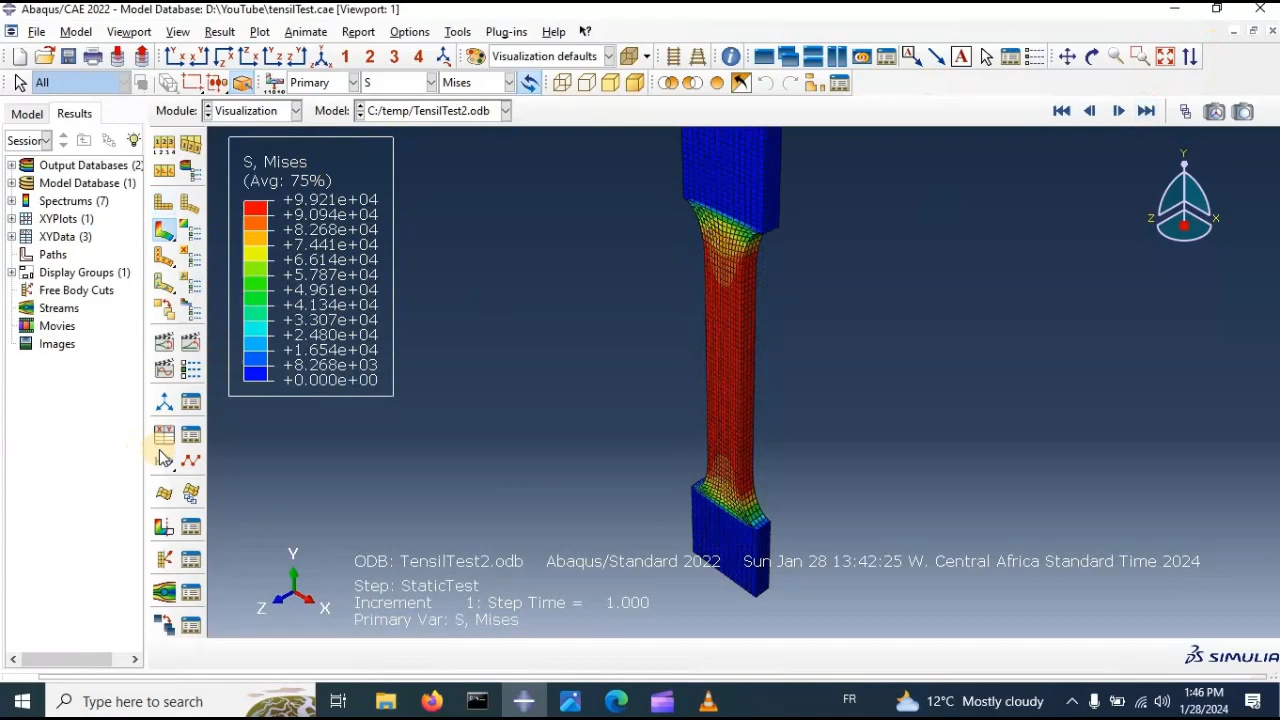 Abaqus/CAE 2022 - Model Database: D:\YouTube\tensilTest.cae [Viewport: 1]
File Model Viewport View Result Plot Animate Report Options Tools Plug-ins Help
1 2 3 4 Visualization defaults
All Primary S Mises
Model Results Module: Visualization Model: C:/temp/TensilTest2.odb
Session
Output Databases (2)
Model Database (1)
Spectrums (7)
XYPlots (1)
XYData (3)
Paths
Display Groups (1)
Free Body Cuts
Streams
Movies
Images
S, Mises
(Avg: 75%)
+9.921e+04
+9.094e+04
+8.268e+04
+7.441e+04
+6.614e+04
+5.787e+04
+4.961e+04
+4.134e+04
+3.307e+04
+2.480e+04
+1.654e+04
+8.268e+03
+0.000e+00
Y
Z X
Y
Z X
ODB: TensilTest2.odb Abaqus/Standard 2022 Sun Jan 28 13:42:25 W. Central Africa Standard Time 2024
Step: StaticTest
Increment 1: Step Time = 1.000
Primary Var: S, Mises
SIMULIA
Type here to search
FR
12°C Mostly cloudy
1:46 PM
1/28/2024